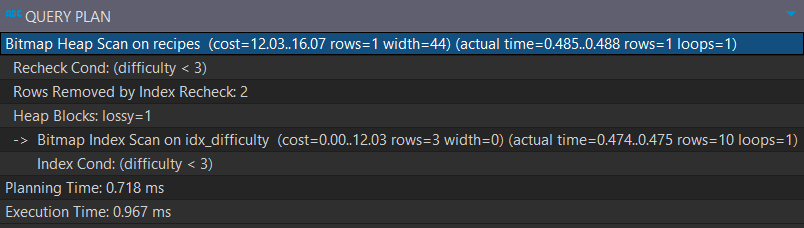 ABC QUERY PLAN
Bitmap Heap Scan on recipes (cost=12.03..16.07 rows=1 width=44) (actual time=0.485..0.488 rows=1 loops=1)
Recheck Cond: (difficulty < 3)
Rows Removed by Index Recheck: 2
Heap Blocks: lossy=1
-> Bitmap Index Scan on idx_difficulty (cost=0.00..12.03 rows=3 width=0) (actual time=0.474..0.475 rows=10 loops=1)
Index Cond: (difficulty < 3)
Planning Time: 0.718 ms
Execution Time: 0.967 ms